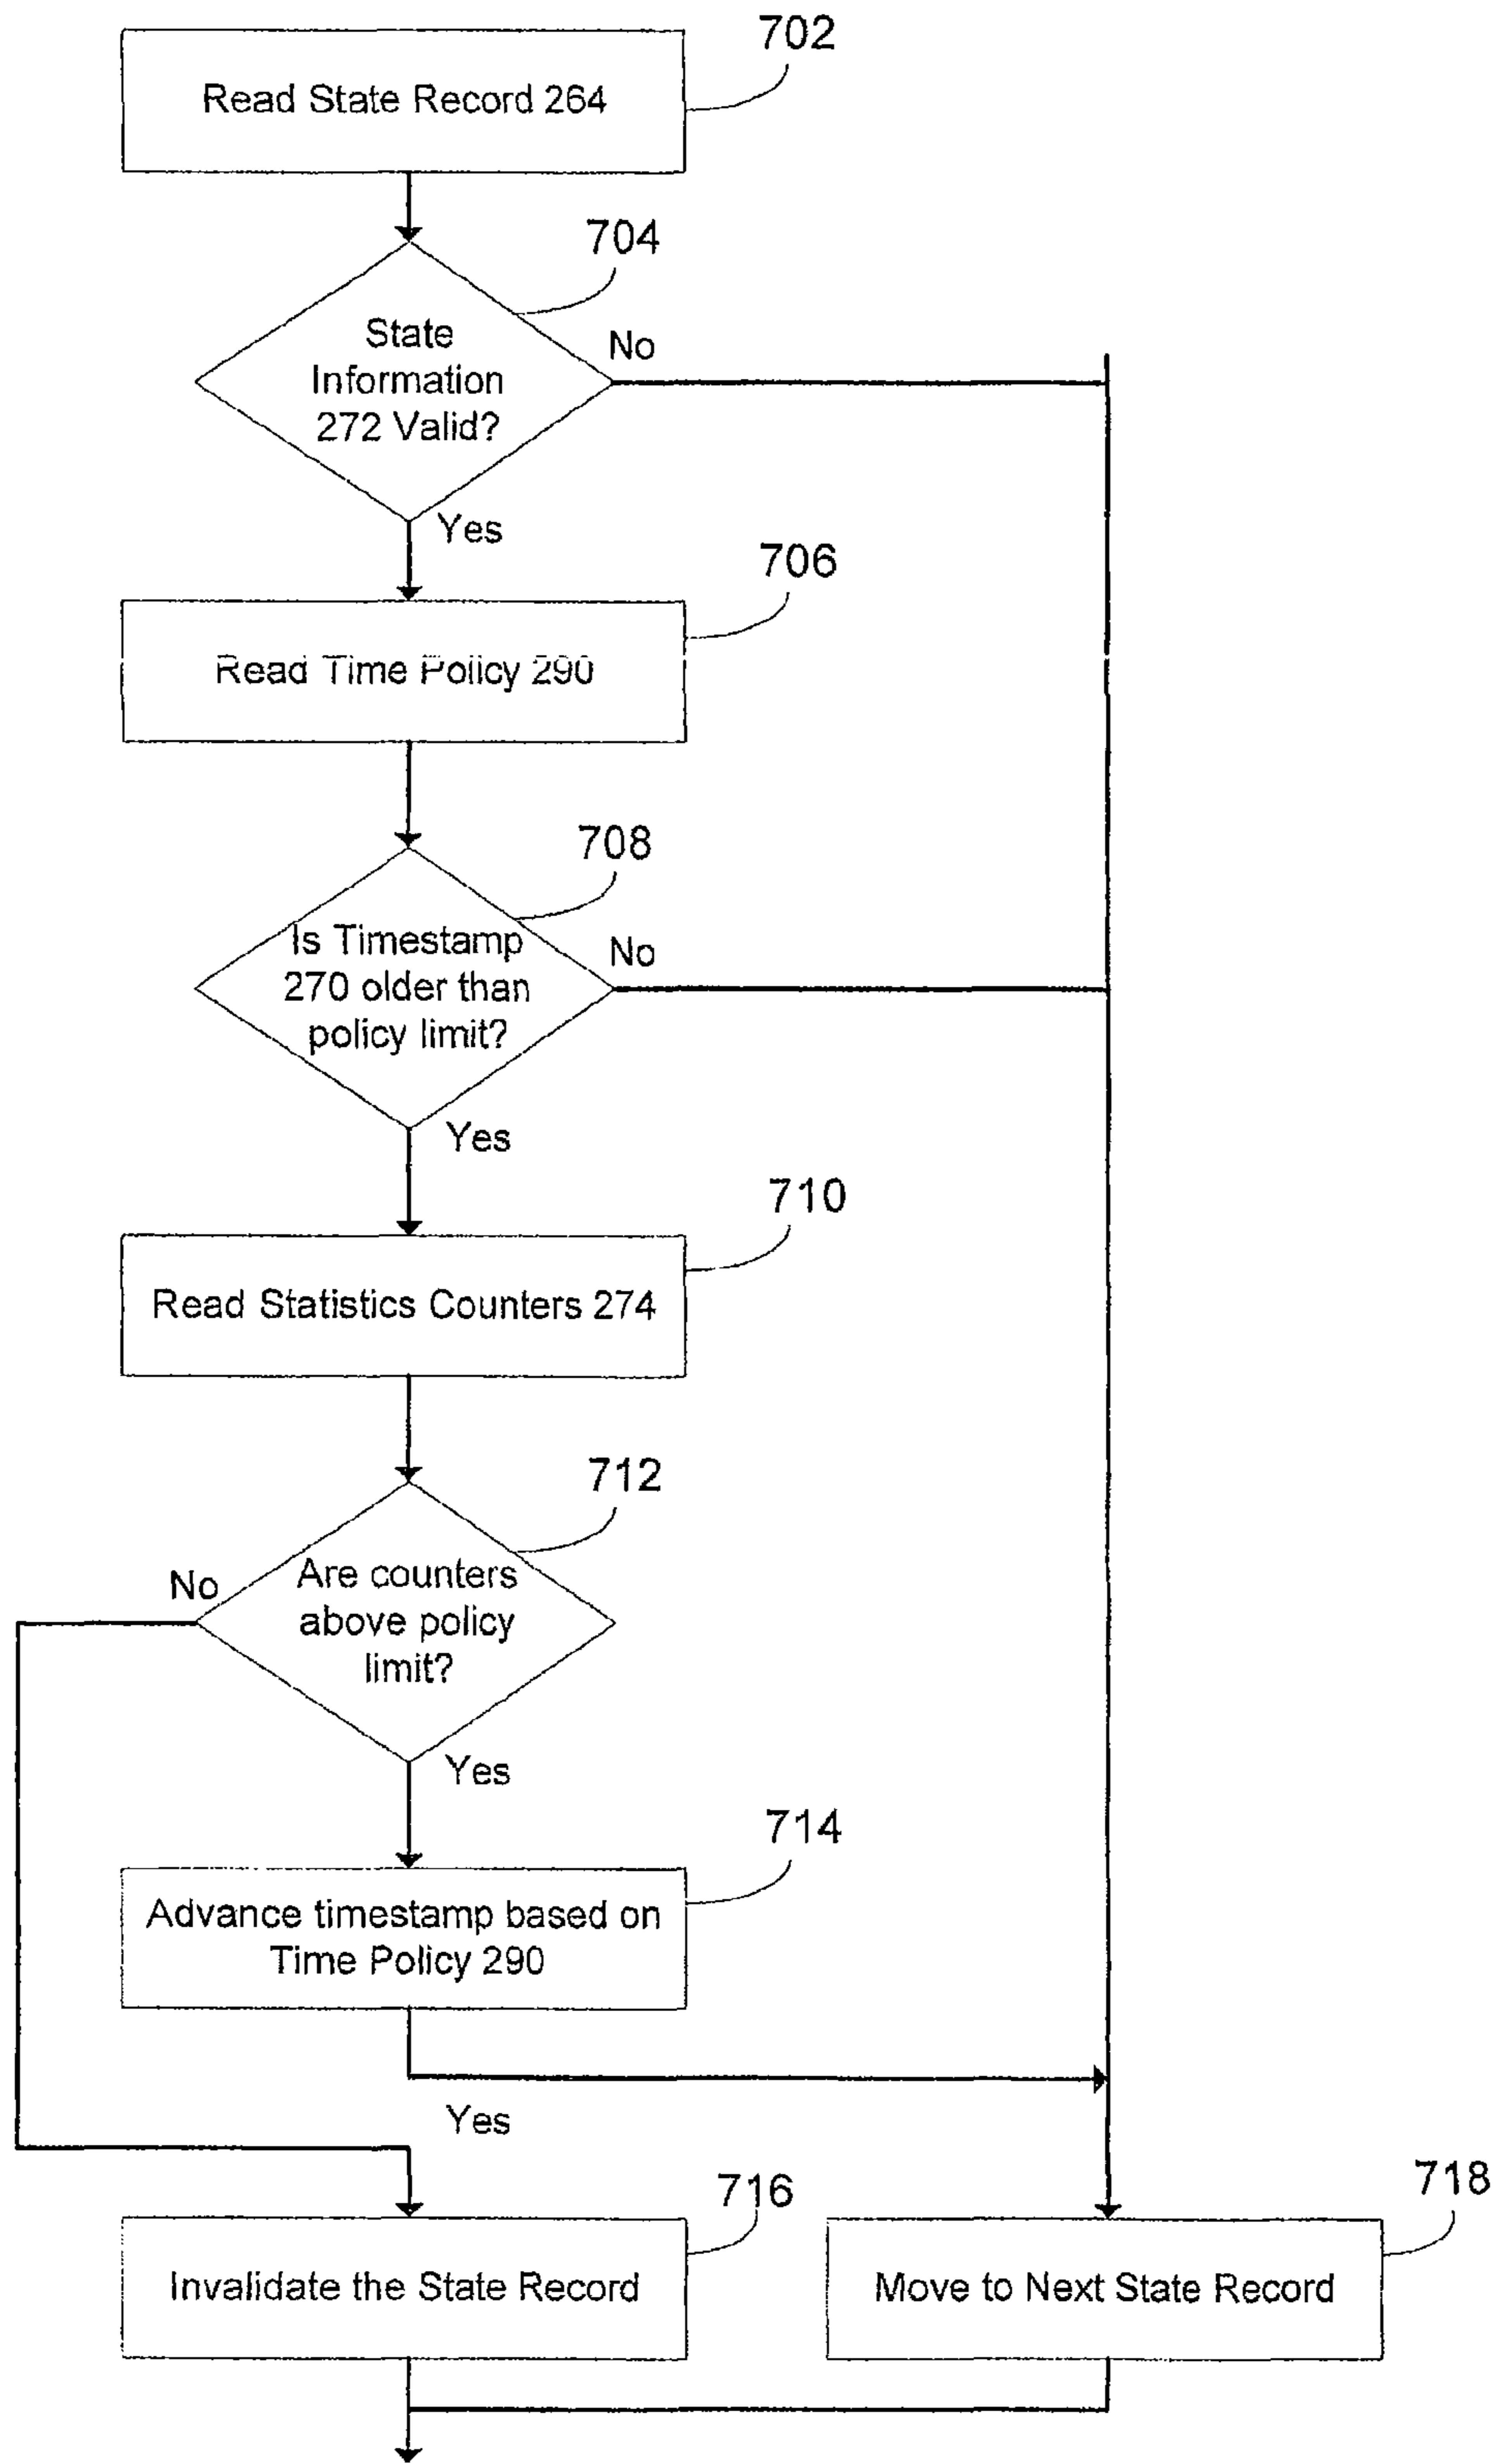 702
Read State Record 264
704
State
Information
272 Valid?
No
Yes
706
Read Time Policy 290
708
Is Timestamp
270 older than
policy limit?
No
Yes
710
Read Statistics Counters 274
712
No
Are counters
above policy
limit?
Yes
714
Advance timestamp based on
Time Policy 290
Yes
716
718
Invalidate the State Record
Move to Next State Record